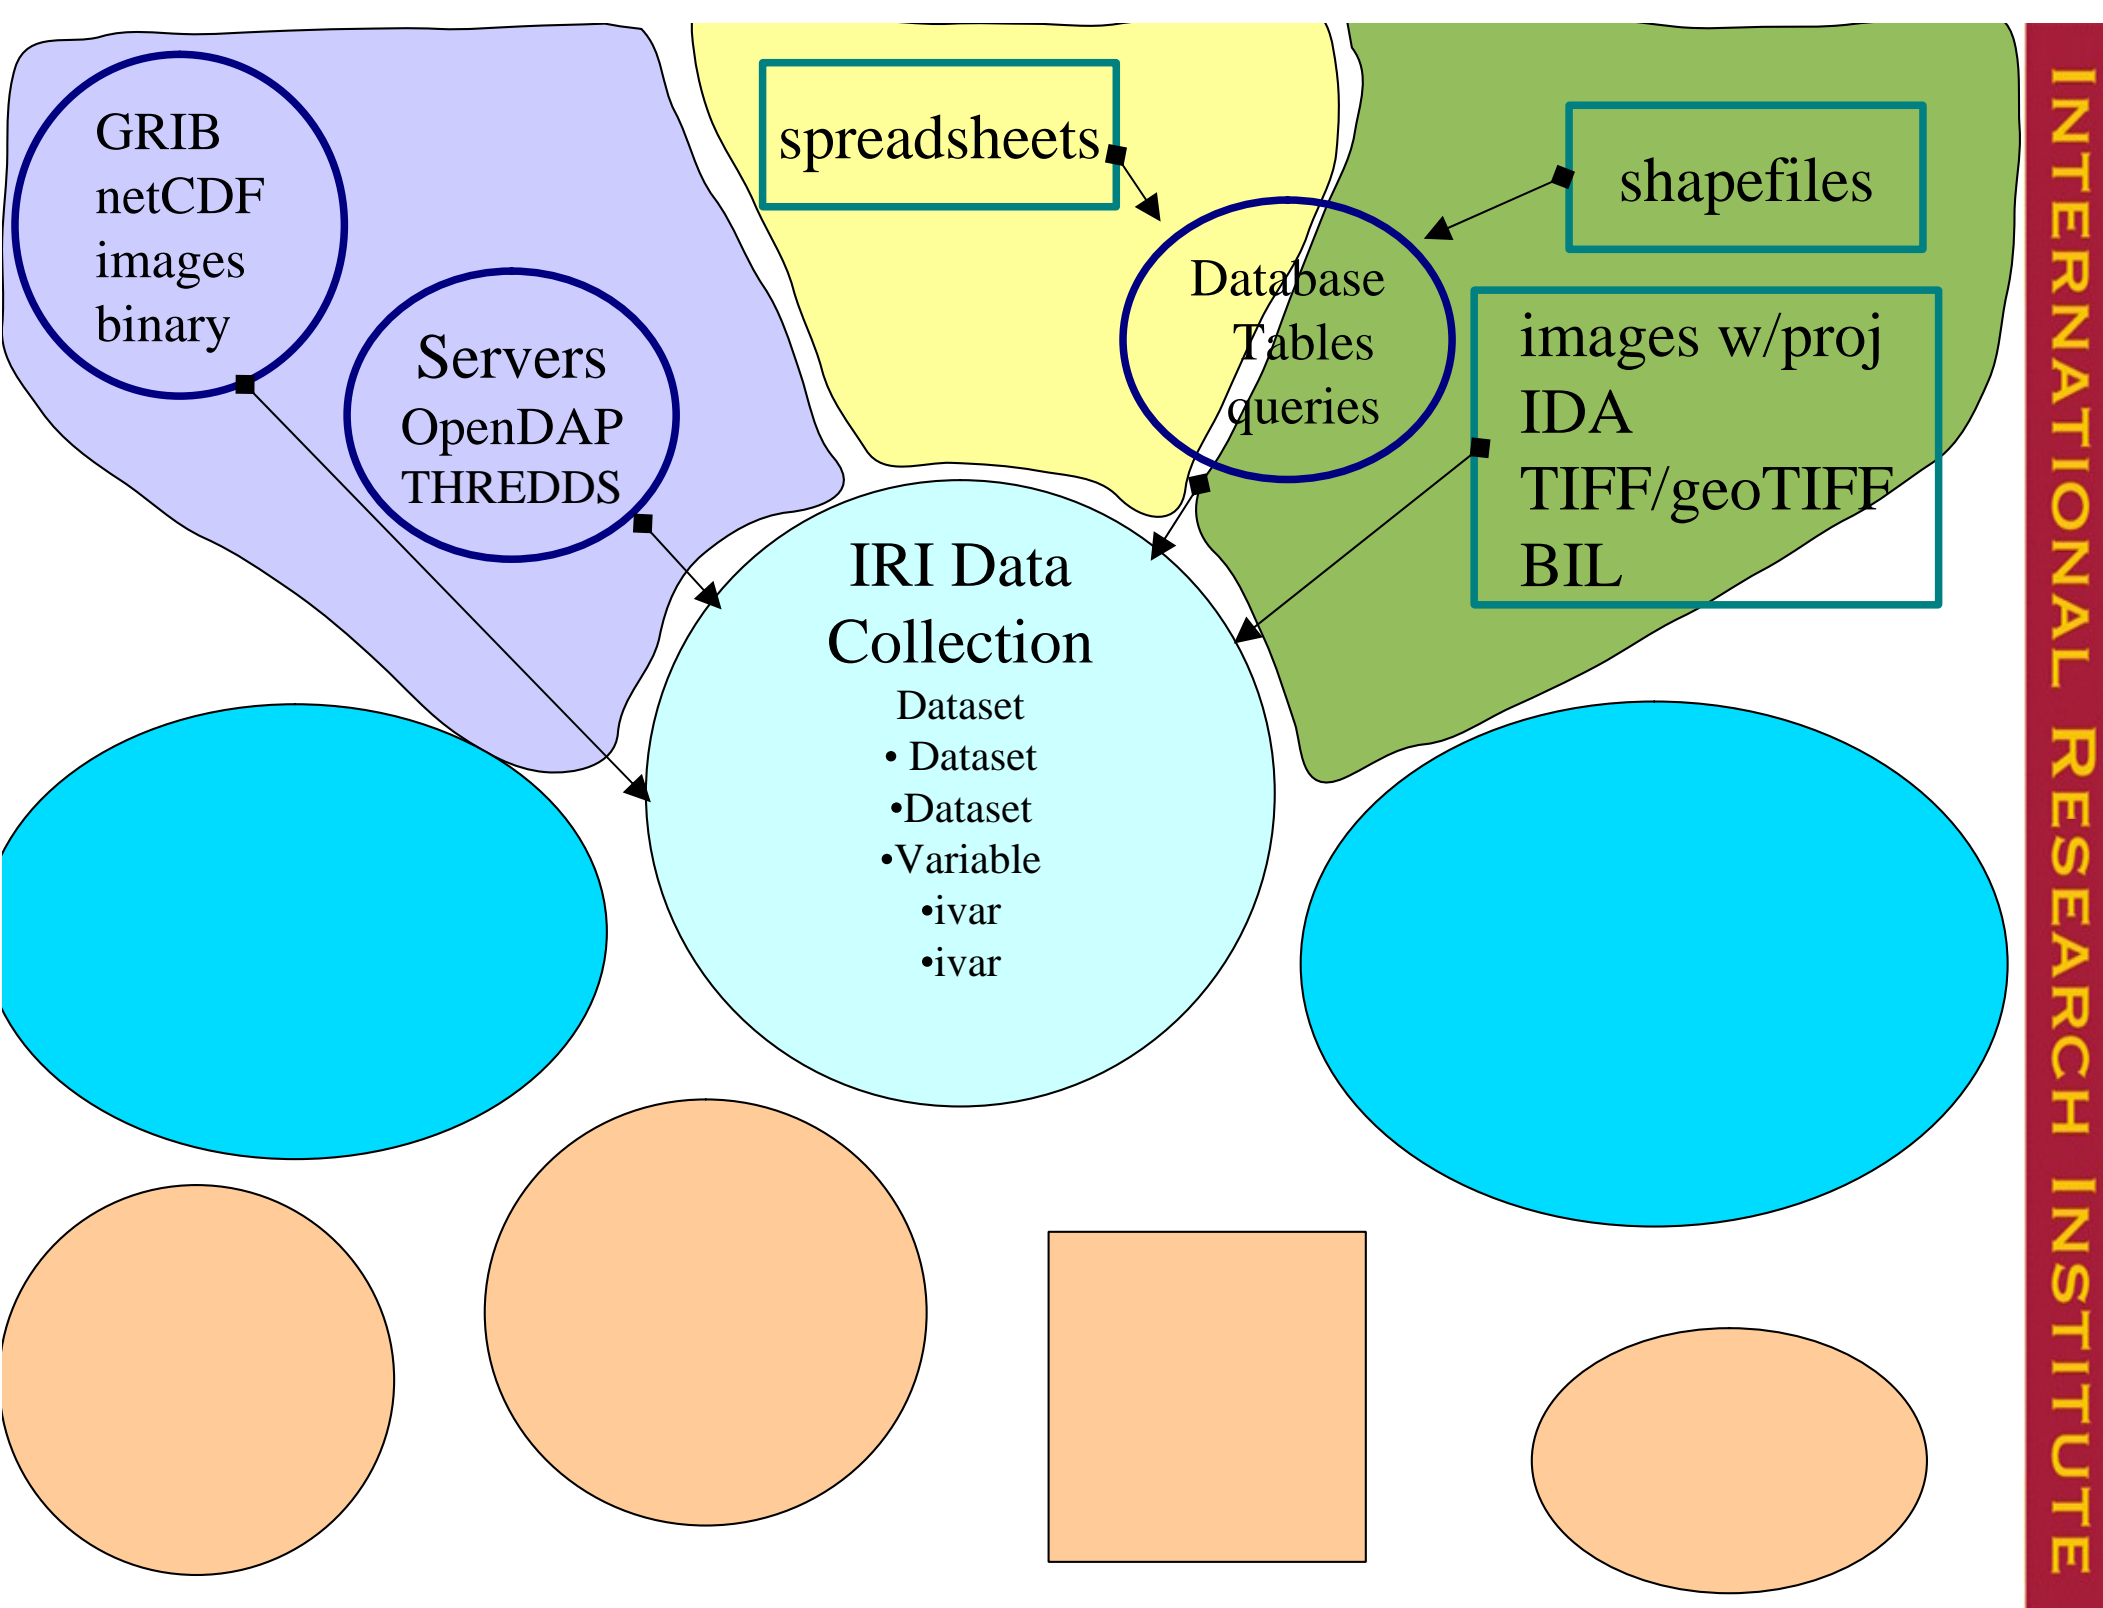 GRIB
netCDF
images
binary
Servers
OpenDAP
THREDDS
spreadsheets
Database
Tables
queries
shapefiles
images w/proj
IDA
TIFF/geoTIFF
BIL
IRI Data
Collection
Dataset
• Dataset
•Dataset
•Variable
•ivar
•ivar
INTERNATIONAL RESEARCH INSTITUTE